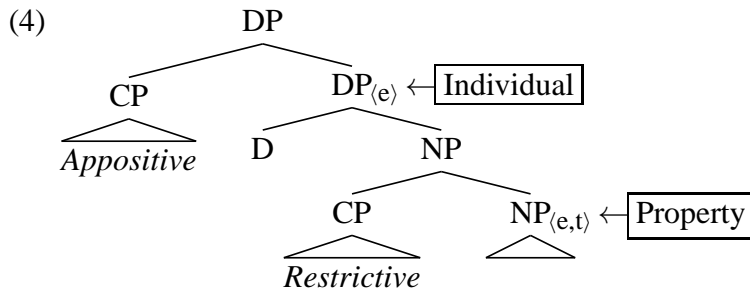 (4) DP
CP DP⟨e⟩ ← Individual
Appositive D NP
CP NP⟨e,t⟩ ← Property
Restrictive